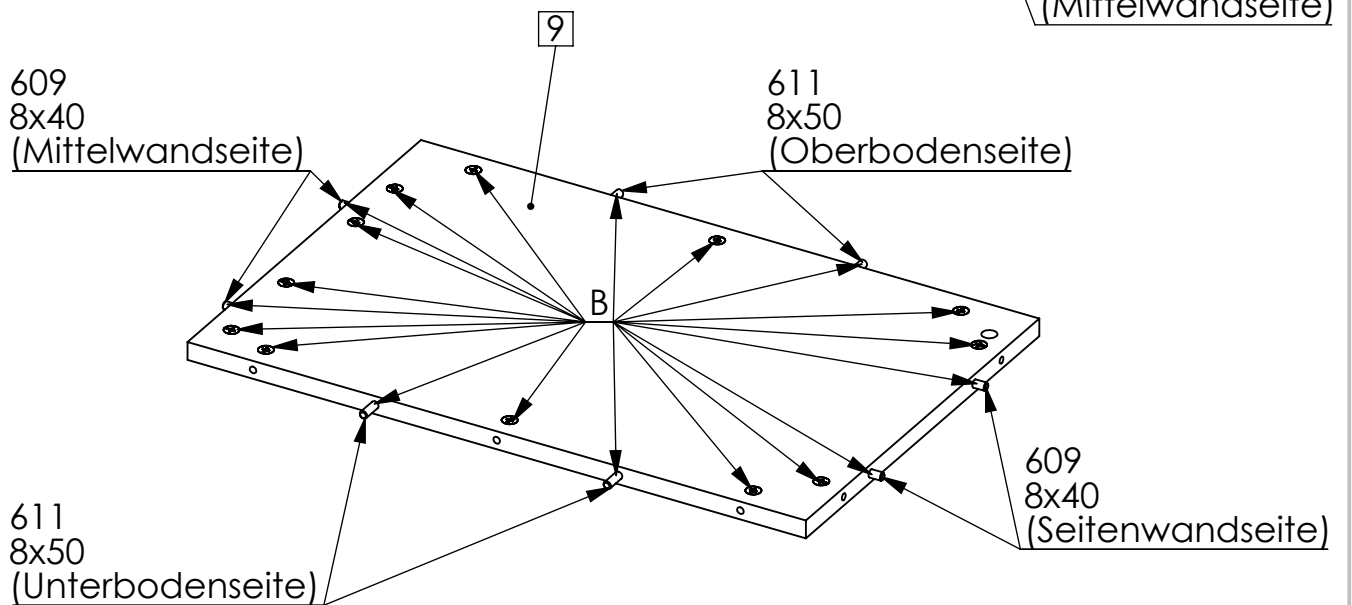 (Mittelwandseite)
9
609
8x40
(Mittelwandseite)
611
8x50
(Oberbodenseite)
B
609
8x40
(Seitenwandseite)
611
8x50
(Unterbodenseite)